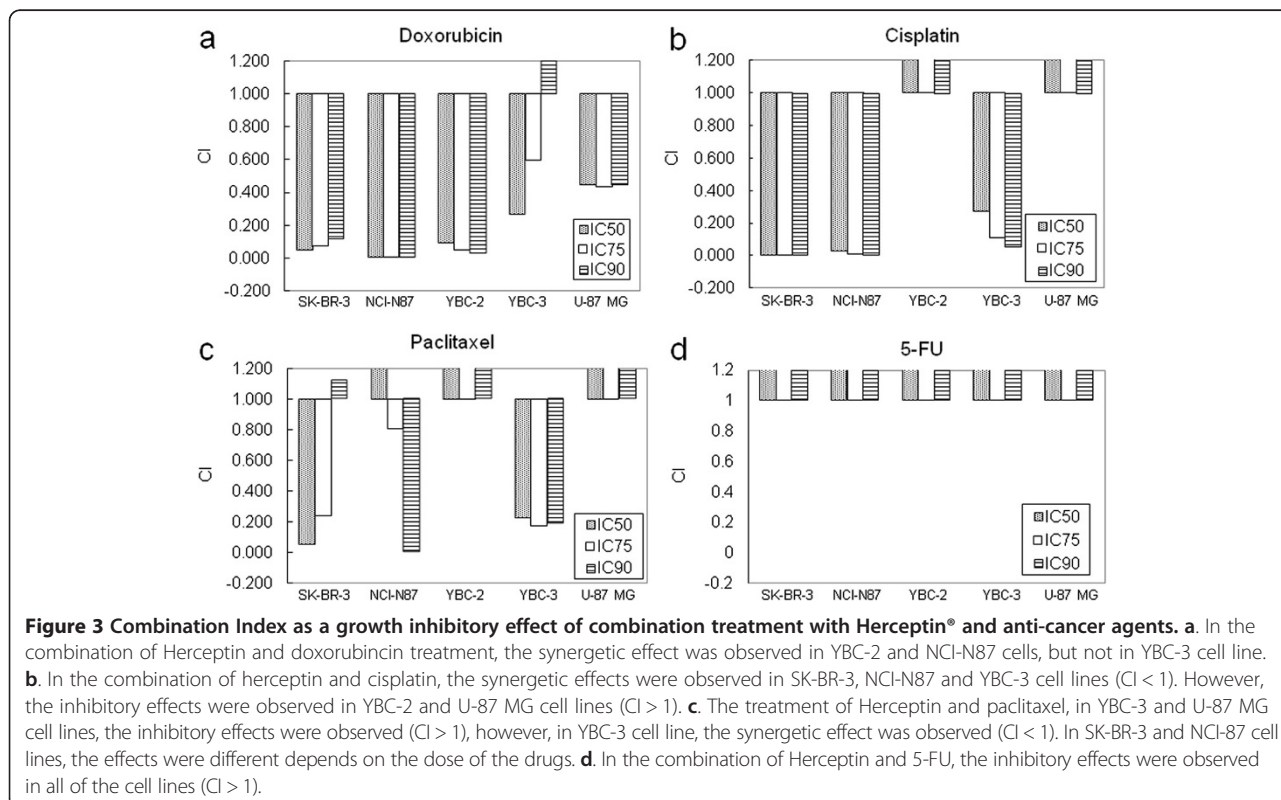 a
Doxorubicin
1.200
1.000
0.800
0.600
0.400
0.200
0.000
-0.200
CI
IC50
IC75
IC90
SK-BR-3 NCI-N87 YBC-2 YBC-3 U-87 MG
b
Cisplatin
1.200
1.000
0.800
0.600
0.400
0.200
0.000
-0.200
CI
IC50
IC75
IC90
SK-BR-3 NCI-N87 YBC-2 YBC-3 U-87 MG
c
Paclitaxel
1.200
1.000
0.800
0.600
0.400
0.200
0.000
-0.200
CI
IC50
IC75
IC90
SK-BR-3 NCI-N87 YBC-2 YBC-3 U-87 MG
d
5-FU
1.2
1
0.8
0.6
0.4
0.2
0
-0.2
CI
IC50
IC75
IC90
SK-BR-3 NCI-N87 YBC-2 YBC-3 U-87 MG
Figure 3 Combination Index as a growth inhibitory effect of combination treatment with Herceptin® and anti-cancer agents. a. In the
combination of Herceptin and doxorubincin treatment, the synergetic effect was observed in YBC-2 and NCI-N87 cells, but not in YBC-3 cell line.
b. In the combination of herceptin and cisplatin, the synergetic effects were observed in SK-BR-3, NCI-N87 and YBC-3 cell lines (CI < 1). However,
the inhibitory effects were observed in YBC-2 and U-87 MG cell lines (CI > 1). c. The treatment of Herceptin and paclitaxel, in YBC-3 and U-87 MG
cell lines, the inhibitory effects were observed (CI > 1), however, in YBC-3 cell line, the synergetic effect was observed (CI < 1). In SK-BR-3 and NCI-87 cell
lines, the effects were different depends on the dose of the drugs. d. In the combination of Herceptin and 5-FU, the inhibitory effects were observed
in all of the cell lines (CI > 1).